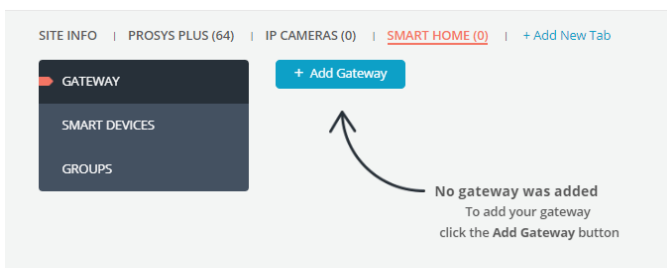 SITE INFO | PROSYS PLUS (64) | IP CAMERAS (0) | SMART HOME (0) | + Add New Tab
GATEWAY
+ Add Gateway
SMART DEVICES
GROUPS
No gateway was added
To add your gateway
click the Add Gateway button